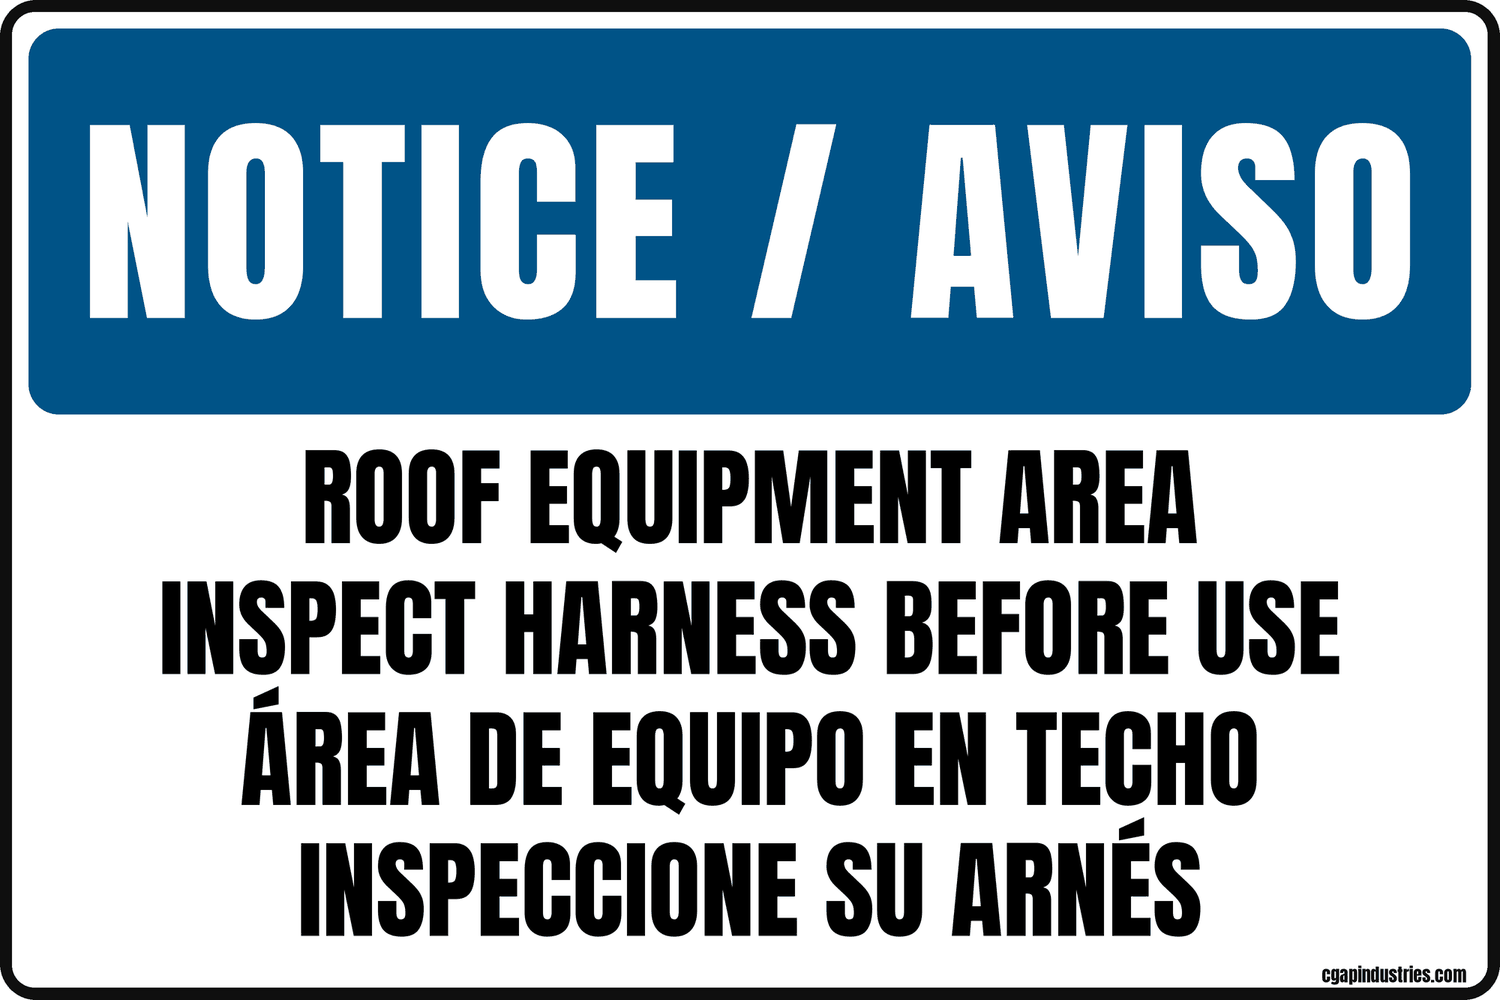 NOTICE / AVISO
ROOF EQUIPMENT AREA
INSPECT HARNESS BEFORE USE
ÁREA DE EQUIPO EN TECHO
INSPECCIONE SU ARNÉS
cgapindustries.com